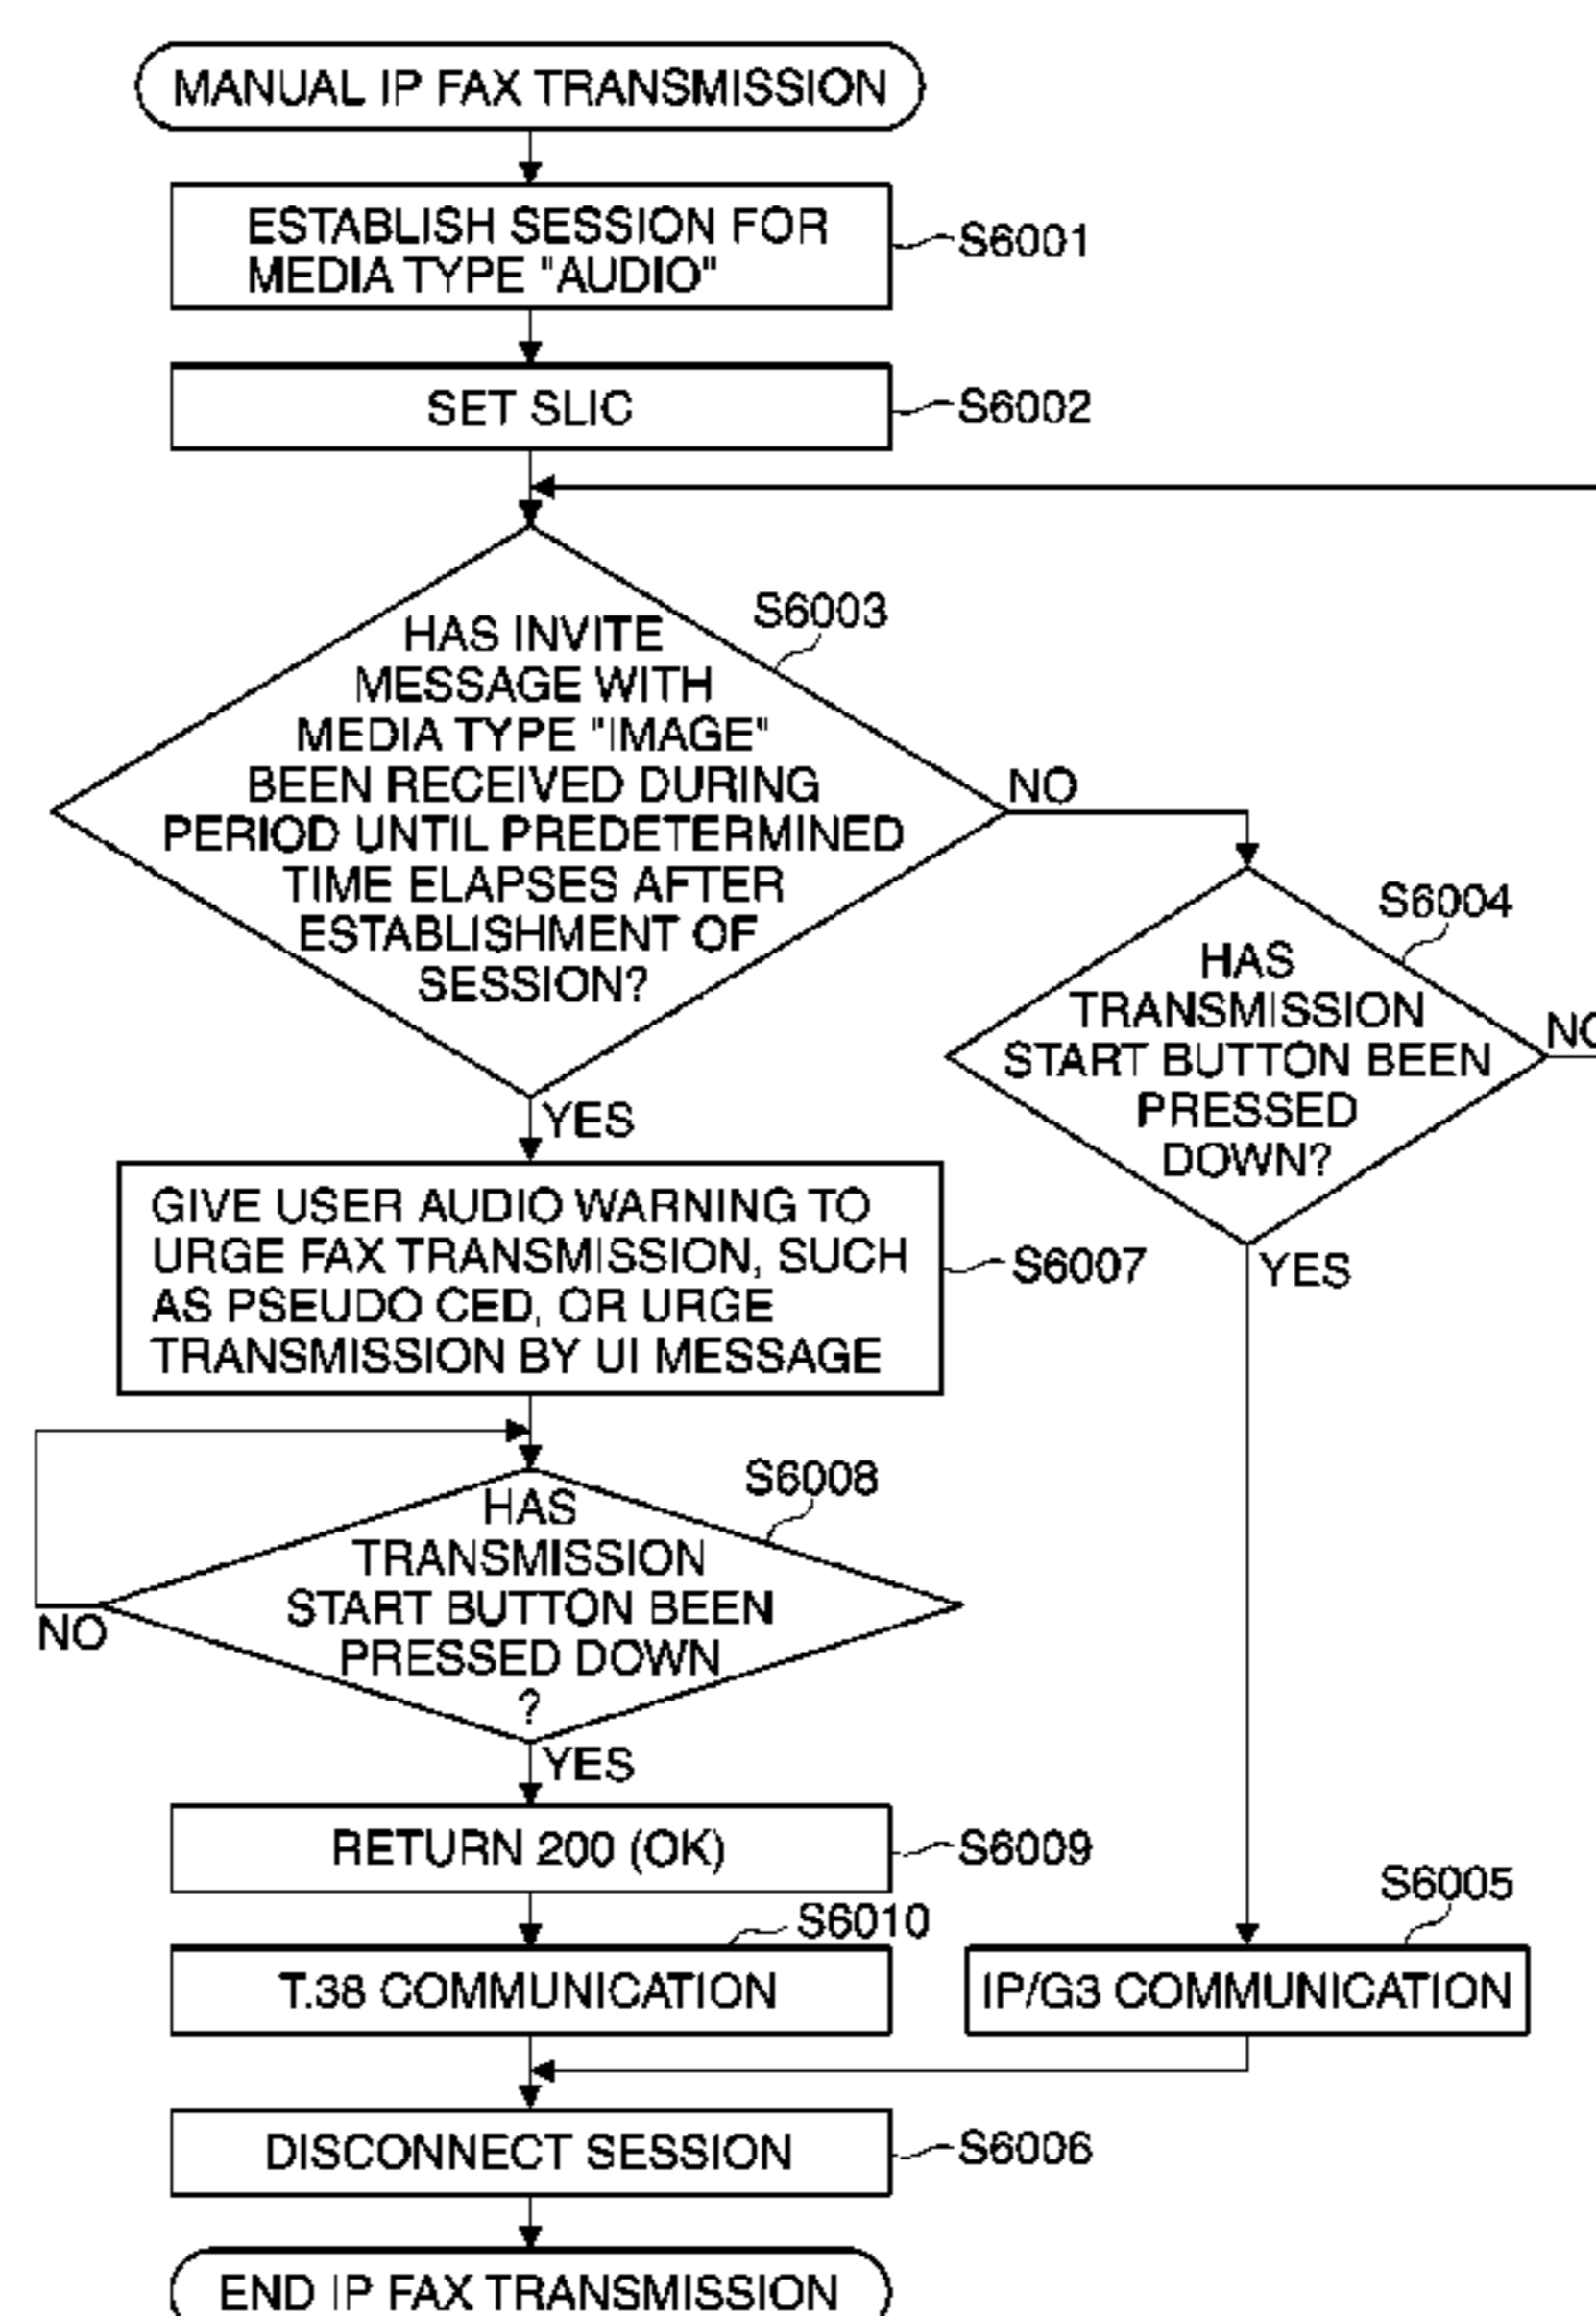 MANUAL IP FAX TRANSMISSION
ESTABLISH SESSION FOR
MEDIA TYPE "AUDIO"
S6001
SET SLIC
S6002
S6003
HAS INVITE
MESSAGE WITH
MEDIA TYPE "IMAGE"
BEEN RECEIVED DURING
PERIOD UNTIL PREDETERMINED
TIME ELAPSES AFTER
ESTABLISHMENT OF
SESSION?
NO
YES
S6004
HAS
TRANSMISSION
START BUTTON BEEN
PRESSED
DOWN?
NO
YES
GIVE USER AUDIO WARNING TO
URGE FAX TRANSMISSION, SUCH
AS PSEUDO CED, OR URGE
TRANSMISSION BY UI MESSAGE
S6007
S6008
HAS
TRANSMISSION
START BUTTON BEEN
PRESSED DOWN
?
NO
YES
RETURN 200 (OK)
S6009
S6010
T.38 COMMUNICATION
S6005
IP/G3 COMMUNICATION
DISCONNECT SESSION
S6006
END IP FAX TRANSMISSION